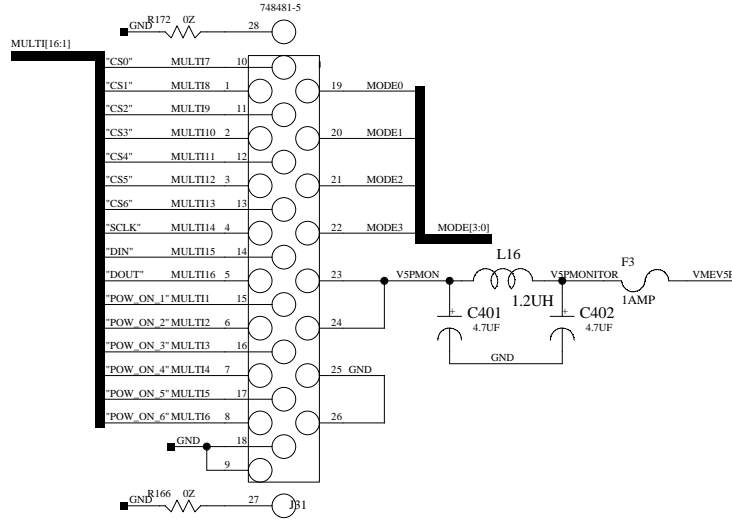 748481-5
R172 0Z
GND 28
MULTI[16:1]
"CS0" MULTI7 10
"CS1" MULTI8 1 19 MODE0
"CS2" MULTI9 11
"CS3" MULTI10 2 20 MODE1
"CS4" MULTI11 12
"CS5" MULTI12 3 21 MODE2
"CS6" MULTI13 13
"SCLK" MULTI14 4 22 MODE3 MODE[3:0]
"DIN" MULTI15 14
L16 F3
"DOUT" MULTI16 5 23 V5PMON V5PMONITOR
1.2UH 1AMP
"POW_ON_1" MULTI1 15
C401 C402
"POW_ON_2" MULTI2 6 24 4.7UF 4.7UF
"POW_ON_3" MULTI3 16
GND
"POW_ON_4" MULTI4 7 25 GND
"POW_ON_5" MULTI5 17
"POW_ON_6" MULTI6 8 26
GND 18
9
R166 0Z
GND 27 J31